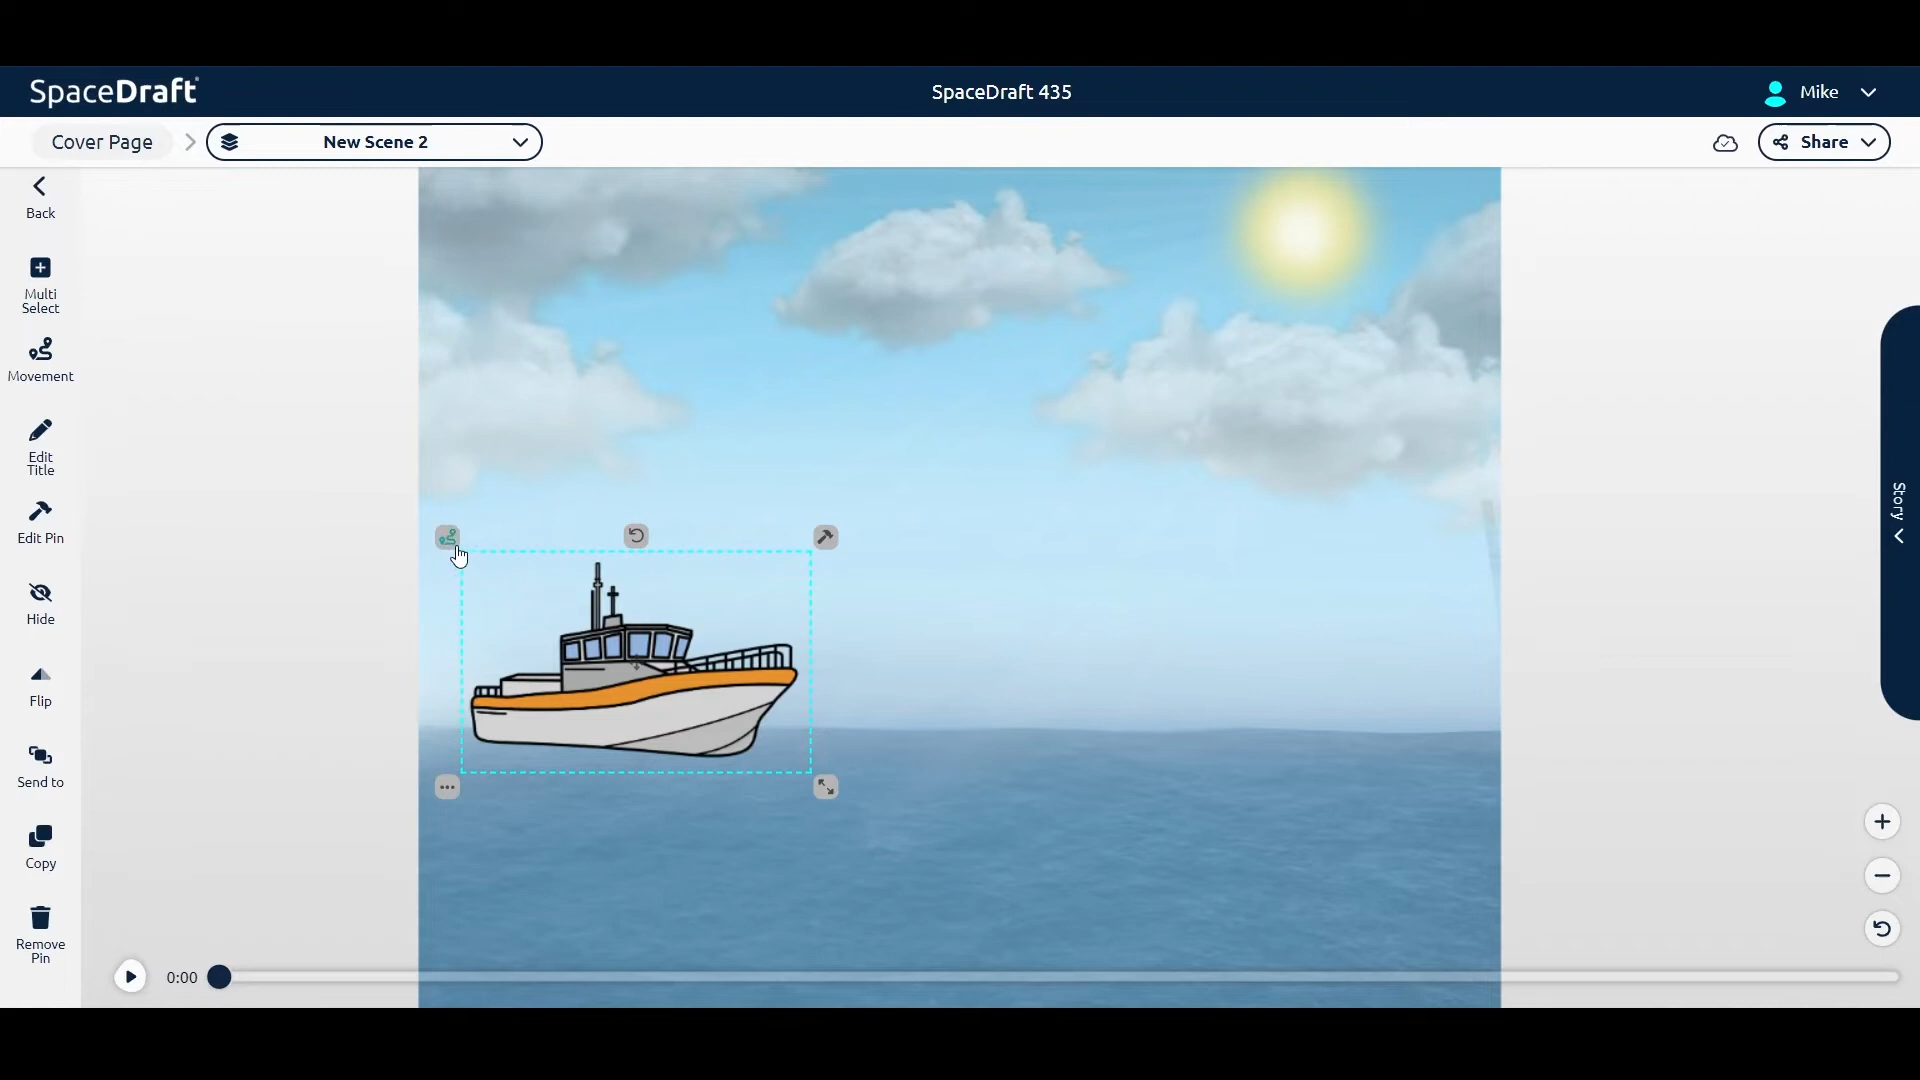 SpaceDraft
SpaceDraft 435
Mike
Cover Page
New Scene 2
Share
Back
Multi
Select
Movement
Edit
Title
Edit Pin
Hide
Flip
Send to
Copy
Remove
Pin
Story
0:00